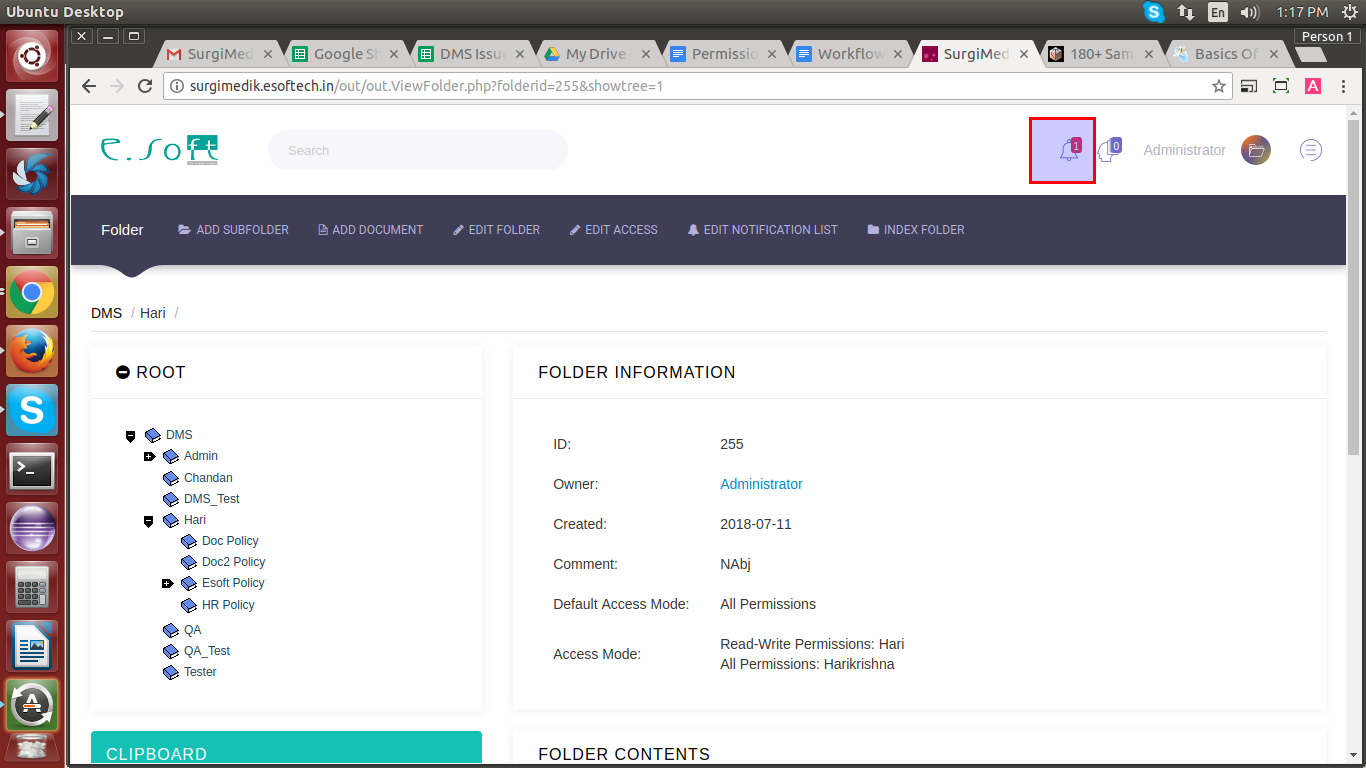 Ubuntu Desktop
En
1:17 PM
Person 1
SurgiMed
Google Sh
DMS Issue
My Drive -
Permissio
Workflow
SurgiMed
180+ Sam
Basics Of
surgimedik.esoftech.in/out/out.ViewFolder.php?folderid=255&showtree=1
A
e.soft
Search
1
0
Administrator
Folder
ADD SUBFOLDER
ADD DOCUMENT
EDIT FOLDER
EDIT ACCESS
EDIT NOTIFICATION LIST
INDEX FOLDER
DMS / Hari /
ROOT
DMS
Admin
Chandan
DMS_Test
Hari
Doc Policy
Doc2 Policy
Esoft Policy
HR Policy
QA
QA_Test
Tester
CLIPBOARD
FOLDER INFORMATION
ID: 255
Owner: Administrator
Created: 2018-07-11
Comment: NAbj
Default Access Mode: All Permissions
Access Mode: Read-Write Permissions: Hari
All Permissions: Harikrishna
FOLDER CONTENTS